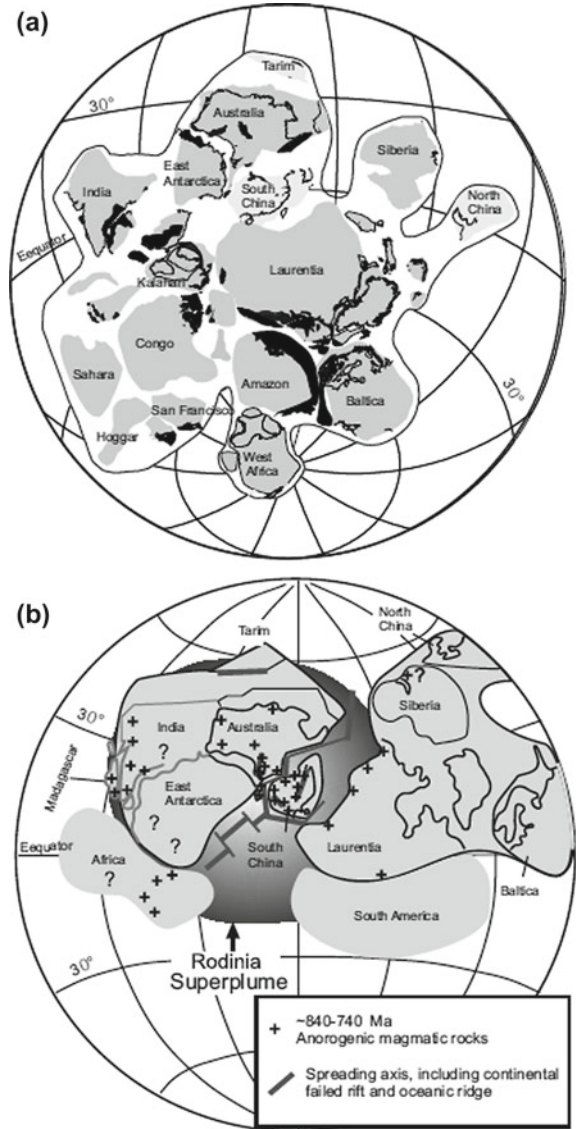 (a)
Tarim
30°
Australia
Siberia
East
Antarctica
South
China
North
China
India
Eequator
Kalahari
Laurentia
Congo
Sahara
Amazon
Baltica
30°
San Francisco
Hoggar
West
Africa
(b)
North
China
Tarim
?
Siberia
30°
India
?
Australia
Madagascar
East
Antarctica
? ?
Eequator
Africa
?
South
China
Laurentia
Baltica
South America
30°
Rodinia
Superplume
+ ~840-740 Ma
Anorogenic magmatic rocks
Spreading axis, including continental
failed rift and oceanic ridge